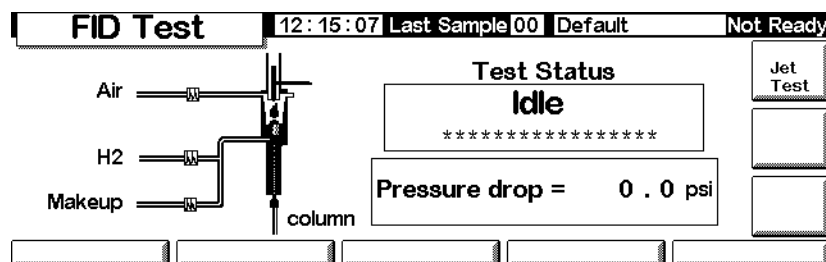 FID Test 12:15:07 Last Sample 00 Default Not Ready
Test Status
Jet
Test
Air
Idle
*****************
H2
Pressure drop = 0.0 psi
Makeup
column